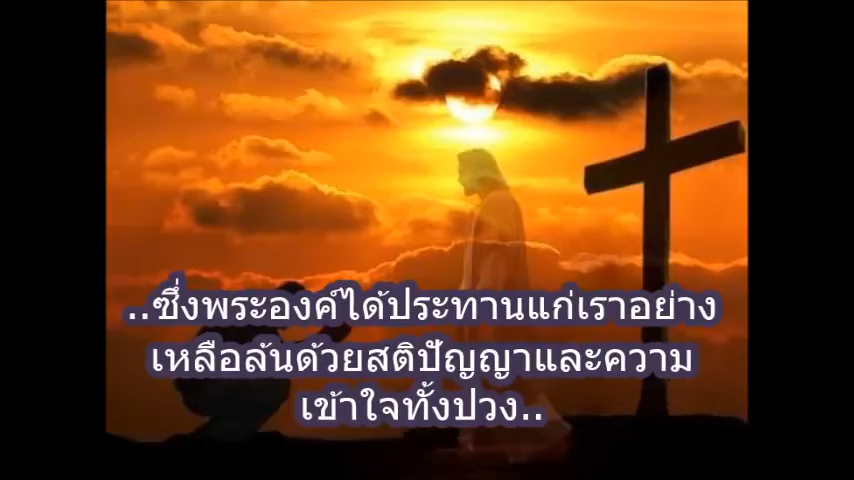 ..ซึ่งพระองค์ได้ประทานแก่เราอย่าง
เหลือล้นด้วยสติปัญญาและความ
เข้าใจทั้งปวง..